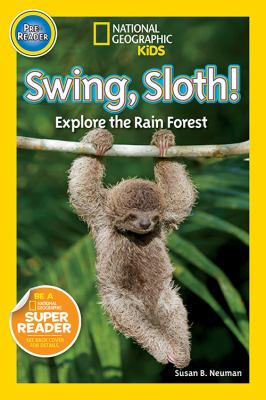 PRE-
READER
NATIONAL
GEOGRAPHIC
KiDS
Swing, Sloth!
Explore the Rain Forest
BE A
NATIONAL
GEOGRAPHIC
SUPER
READER
SEE BACK COVER
FOR DETAILS
Susan B. Neuman